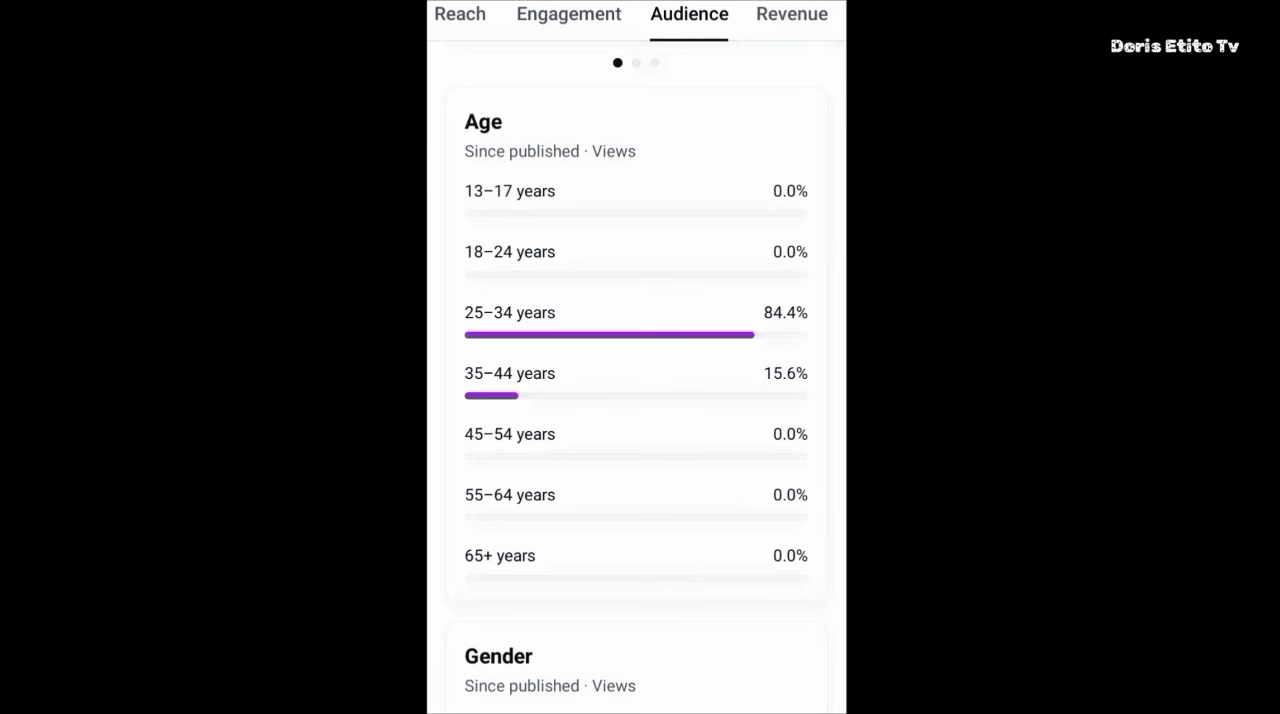 Reach Engagement Audience Revenue
Doris Etito Tv
Age
Since published · Views
13–17 years 0.0%
18–24 years 0.0%
25–34 years 84.4%
35–44 years 15.6%
45–54 years 0.0%
55–64 years 0.0%
65+ years 0.0%
Gender
Since published · Views